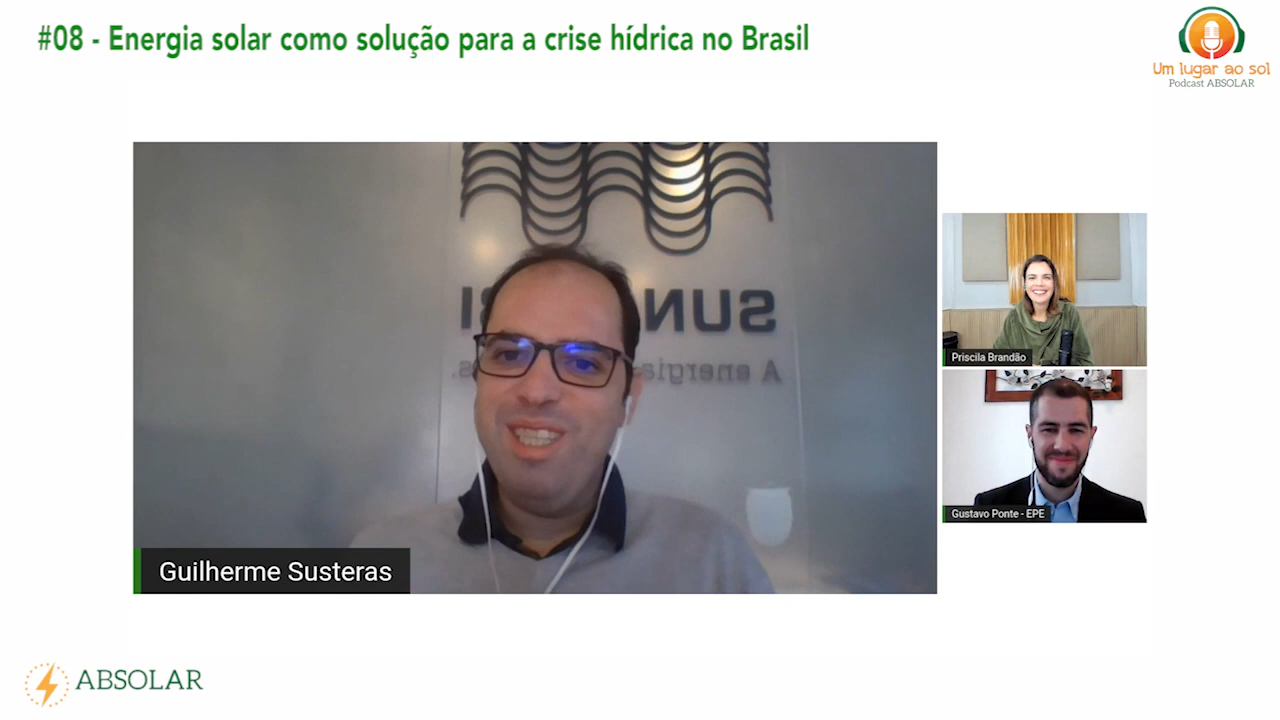 #08 - Energia solar como solução para a crise hídrica no Brasil
Um lugar ao sol
Podcast ABSOLAR
SUN
A energia
Priscila Brandão
Gustavo Ponte - EPE
Guilherme Susteras
ABSOLAR